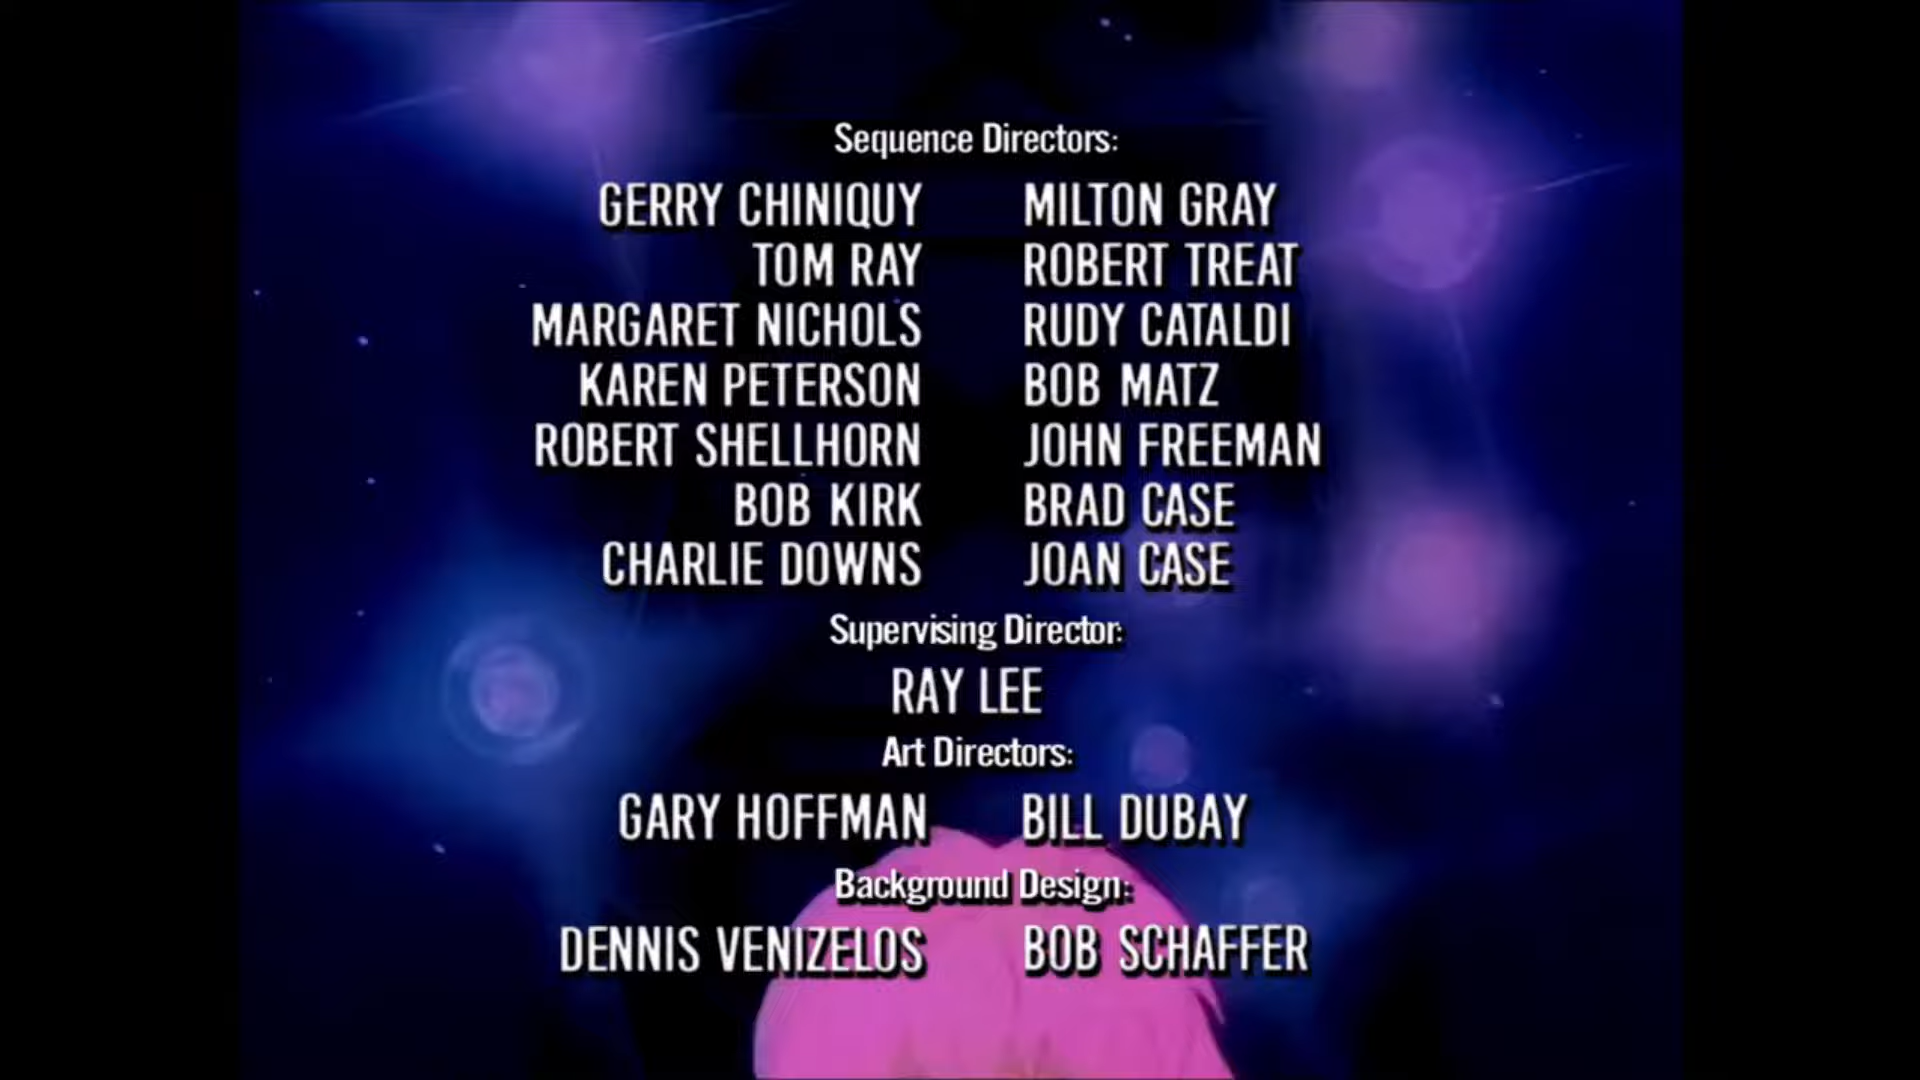 Sequence Directors:
GERRY CHINIQUY MILTON GRAY
TOM RAY ROBERT TREAT
MARGARET NICHOLS RUDY CATALDI
KAREN PETERSON BOB MATZ
ROBERT SHELLHORN JOHN FREEMAN
BOB KIRK BRAD CASE
CHARLIE DOWNS JOAN CASE
Supervising Director:
RAY LEE
Art Directors:
GARY HOFFMAN BILL DUBAY
Background Design:
DENNIS VENIZELOS BOB SCHAFFER